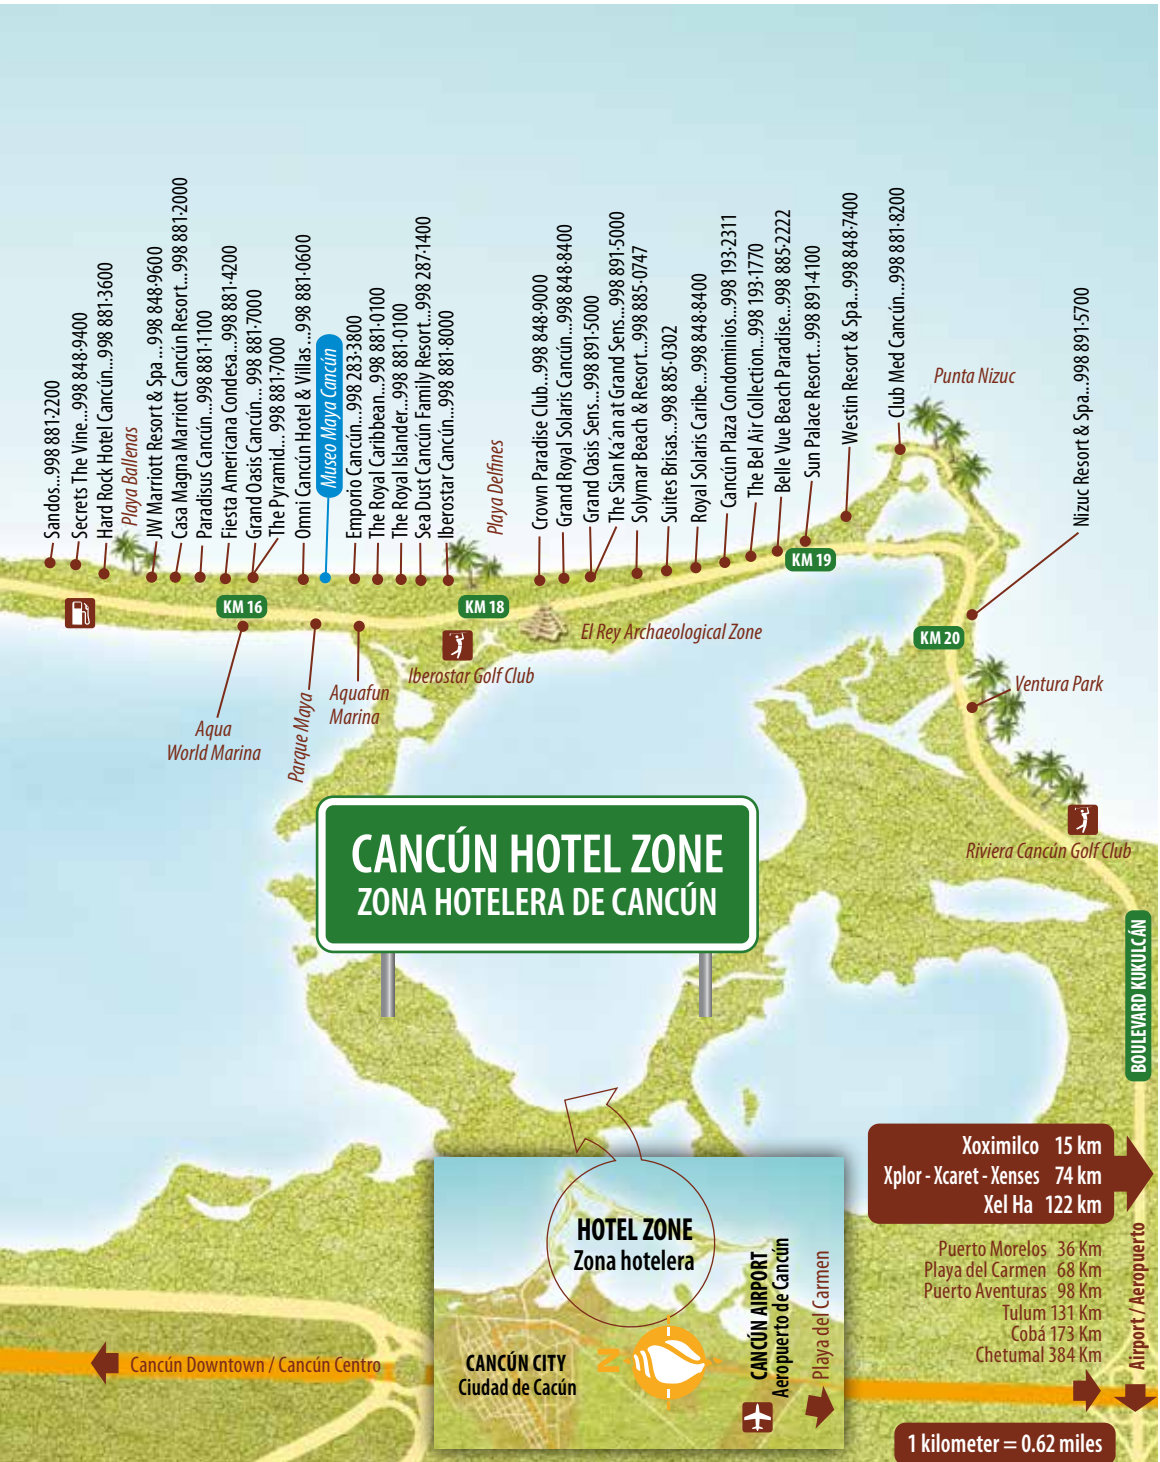 Sandos...998 881·2200
Secrets The Vine...998 848·9400
Hard Rock Hotel Cancún...998 881·3600
Playa Ballenas
JW Marriott Resort & Spa ...998 848·9600
Casa Magna Marriott Cancún Resort...998 881·2000
Paradisus Cancún...998 881·1100
Fiesta Americana Condesa...998 881·4200
Grand Oasis Cancún... 998 881·7000
The Pyramid... 998 881·7000
Omni Cancún Hotel & Villas...998 881·0600
Museo Maya Cancún
Emporio Cancún...998 283·3800
The Royal Caribbean...998 881·0100
The Royal Islander...998 881·0100
Sea Dust Cancún Family Resort...998 287·1400
Iberostar Cancún...998 881·8000
Playa Delfines
Crown Paradise Club...998 848·9000
Grand Royal Solaris Cancún...998 848·8400
Grand Oasis Sens...998 891·5000
The Sian Ka´an at Grand Sens...998 891·5000
Solymar Beach & Resort...998 885·0747
Suites Brisas...998 885·0302
Royal Solaris Caribe...998 848·8400
Cancún Plaza Condominios...998 193·2311
The Bel Air Collection...998 193·1770
Belle Vue Beach Paradise...998 885·2222
Sun Palace Resort...998 891·4100
Westin Resort & Spa...998 848·7400
Club Med Cancún...998 881·8200
Punta Nizuc
Nizuc Resort & Spa...998 891·5700
KM 16
KM 18
KM 19
KM 20
El Rey Archaeological Zone
Iberostar Golf Club
Aqua
World Marina
Parque Maya
Aquafun
Marina
Ventura Park
Riviera Cancún Golf Club
CANCÚN HOTEL ZONE
ZONA HOTELERA DE CANCÚN
BOULEVARD KUKULCÁN
Xoximilco 15 km
Xplor - Xcaret - Xenses 74 km
Xel Ha 122 km
Puerto Morelos 36 Km
Playa del Carmen 68 Km
Puerto Aventuras 98 Km
Tulum 131 Km
Cobá 173 Km
Chetumal 384 Km
Airport / Aeropuerto
HOTEL ZONE
Zona hotelera
CANCÚN AIRPORT
Aeropuerto de Cancún
Playa del Carmen
CANCÚN CITY
Ciudad de Cacún
N
Cancún Downtown / Cancún Centro
1 kilometer = 0.62 miles